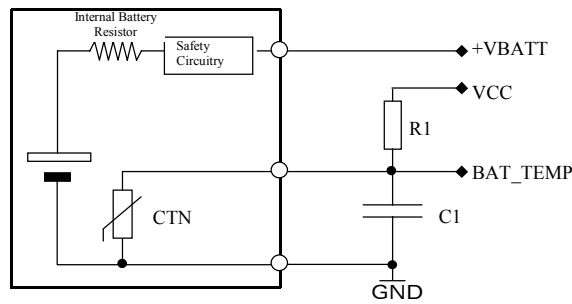 Internal Battery
Resistor
Safety
Circuitry
+VBATT
VCC
R1
BAT_TEMP
CTN
C1
GND